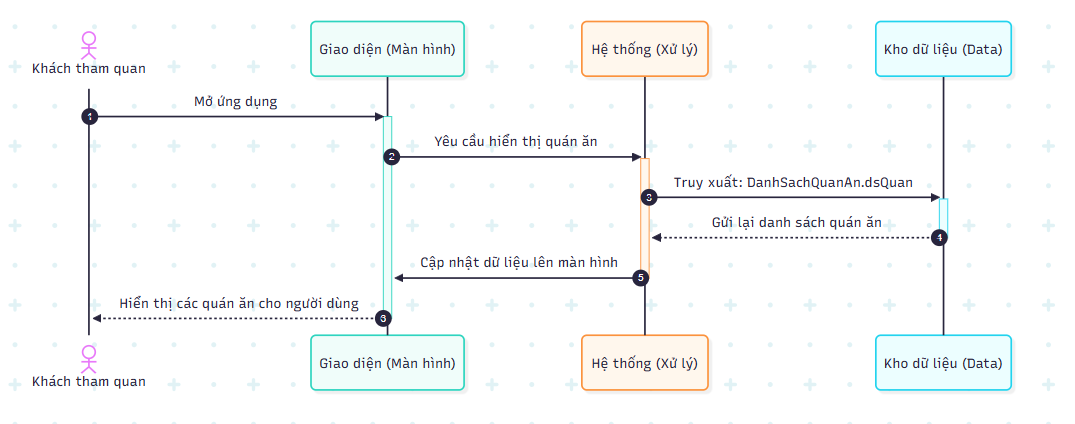 Khách tham quan
Giao diện (Màn hình)
Hệ thống (Xử lý)
Kho dữ liệu (Data)
1
Mở ứng dụng
2
Yêu cầu hiển thị quán ăn
3
Truy xuất: DanhSachQuanAn.dsQuan
Gửi lại danh sách quán ăn
4
Cập nhật dữ liệu lên màn hình
5
Hiển thị các quán ăn cho người dùng
6
Khách tham quan
Giao diện (Màn hình)
Hệ thống (Xử lý)
Kho dữ liệu (Data)